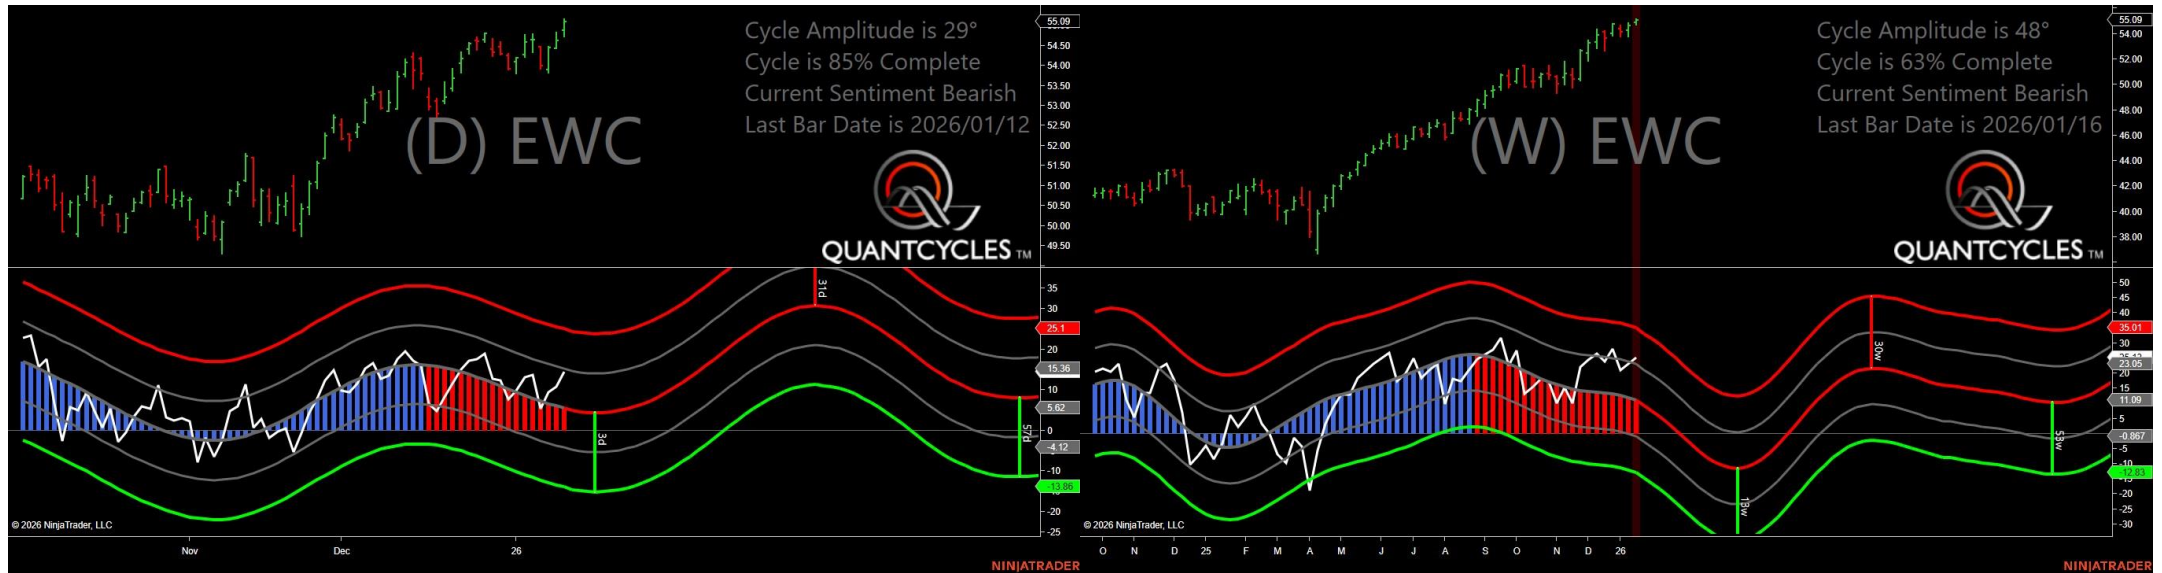 Cycle Amplitude is 29°
Cycle is 85% Complete
Current Sentiment Bearish
Last Bar Date is 2026/01/12
(D) EWC
QUANTCYCLES TM
55.09
54.50
54.00
53.50
53.00
52.50
52.00
51.50
51.00
50.50
50.00
49.50
31d
3d
57d
35
30
25.1
20
15.36
10
5.62
0
-4.12
-10
-13.86
-20
-25
© 2026 NinjaTrader, LLC
Nov
Dec
26
NINJATRADER
Cycle Amplitude is 48°
Cycle is 63% Complete
Current Sentiment Bearish
Last Bar Date is 2026/01/16
(W) EWC
QUANTCYCLES TM
55.09
54.00
52.00
50.00
48.00
46.00
44.00
42.00
40.00
38.00
30w
13w
53w
50
45
40
35.01
30
23.05
20
15
11.09
5
-0.867
-5
-10
-12.83
-20
-25
-30
© 2026 NinjaTrader, LLC
O N D 25 F M A M J J A S O N D 26
NINJATRADER